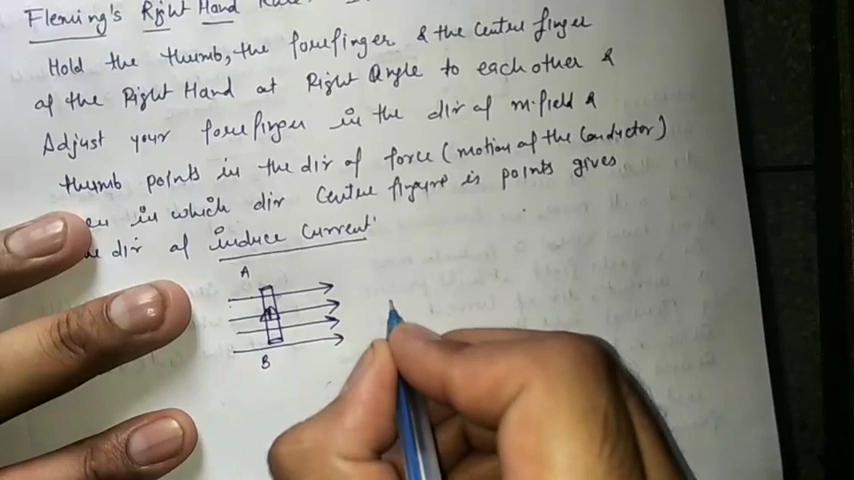 Fleming's Right Hand Rule
Hold the thumb, the forefinger & the Centre finger
of the Right Hand at Right Angle to each other &
Adjust your forefinger in the dir of m.field &
thumb points in the dir of force (motion of the Conductor)
in which dir Centre figure is points gives
dir of induce Current
A
B